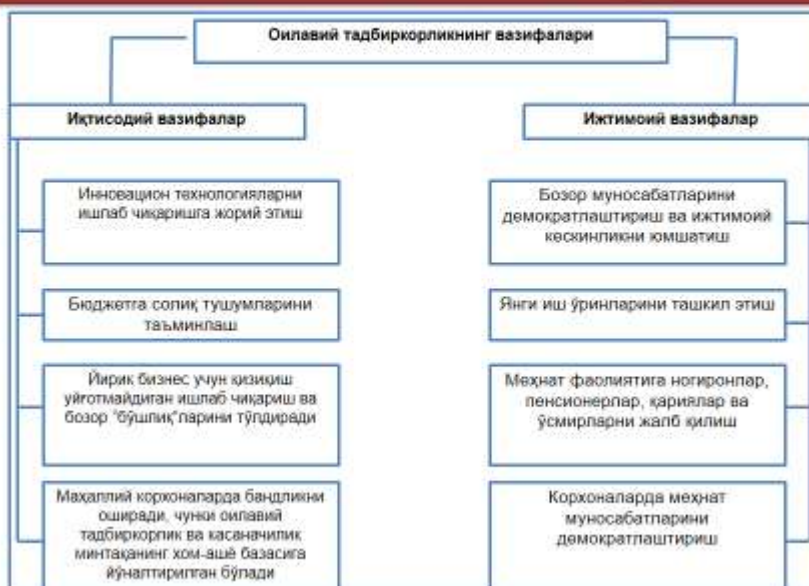 Оилавий тадбиркорликнинг вазифалари
Иқтисодий вазифалар
Инновацион технологияларни
ишлаб чиқаришга жорий этиш
Бюджетга солиқ тушумларини
таъминлаш
Йирик бизнес учун қизиқиш
уйғотмайдиган ишлаб чиқариш ва
бозор "бўшлиқ"ларини тўлдиради
Маҳаллий корхоналарда бандликни
оширади, чунки оилавий
тадбиркорлик ва касаначилик
минтақанинг хом-ашё базасига
йўналтирилган бўлади
Ижтимоий вазифалар
Бозор муносабатларини
демократлаштириш ва ижтимоий
кескинликни юмшатиш
Янги иш ўринларини ташкил этиш
Меҳнат фаолиятига ногиронлар,
пенсионерлар, қариялар ва
ўсмирларни жалб қилиш
Корхоналарда меҳнат
муносабатларини
демократлаштириш